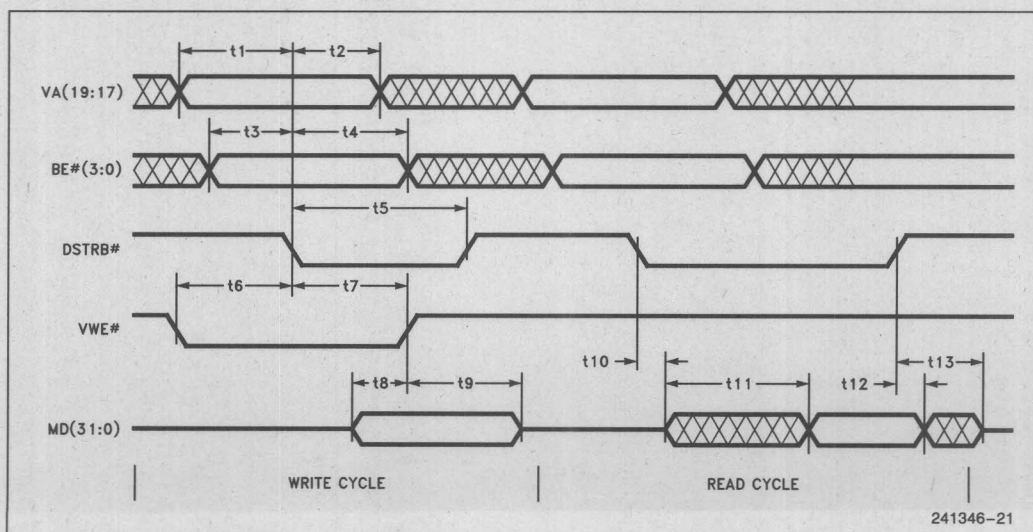 t1 t2
VA(19:17)
t3 t4
BE#(3:0)
t5
DSTRB#
t6 t7
VWE#
t8 t9 t10 t11 t12 t13
MD(31:0)
WRITE CYCLE READ CYCLE
241346-21